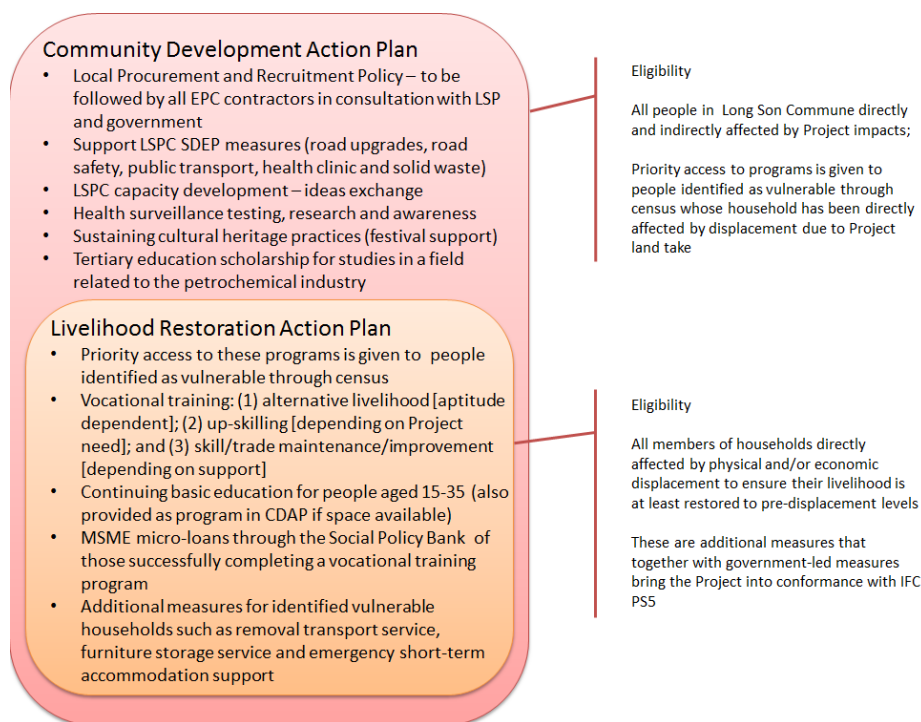 Community Development Action Plan
• Local Procurement and Recruitment Policy – to be
followed by all EPC contractors in consultation with LSP
and government
• Support LSPC SDEP measures (road upgrades, road
safety, public transport, health clinic and solid waste)
• LSPC capacity development – ideas exchange
• Health surveillance testing, research and awareness
• Sustaining cultural heritage practices (festival support)
• Tertiary education scholarship for studies in a field
related to the petrochemical industry
Livelihood Restoration Action Plan
• Priority access to these programs is given to people
identified as vulnerable through census
• Vocational training: (1) alternative livelihood [aptitude
dependent]; (2) up-skilling [depending on Project
need]; and (3) skill/trade maintenance/improvement
[depending on support]
• Continuing basic education for people aged 15-35 (also
provided as program in CDAP if space available)
• MSME micro-loans through the Social Policy Bank of
those successfully completing a vocational training
program
• Additional measures for identified vulnerable
households such as removal transport service,
furniture storage service and emergency short-term
accommodation support
Eligibility
All people in Long Son Commune directly
and indirectly affected by Project impacts;
Priority access to programs is given to
people identified as vulnerable through
census whose household has been directly
affected by displacement due to Project
land take
Eligibility
All members of households directly
affected by physical and/or economic
displacement to ensure their livelihood is
at least restored to pre-displacement levels
These are additional measures that
together with government-led measures
bring the Project into conformance with IFC
PS5